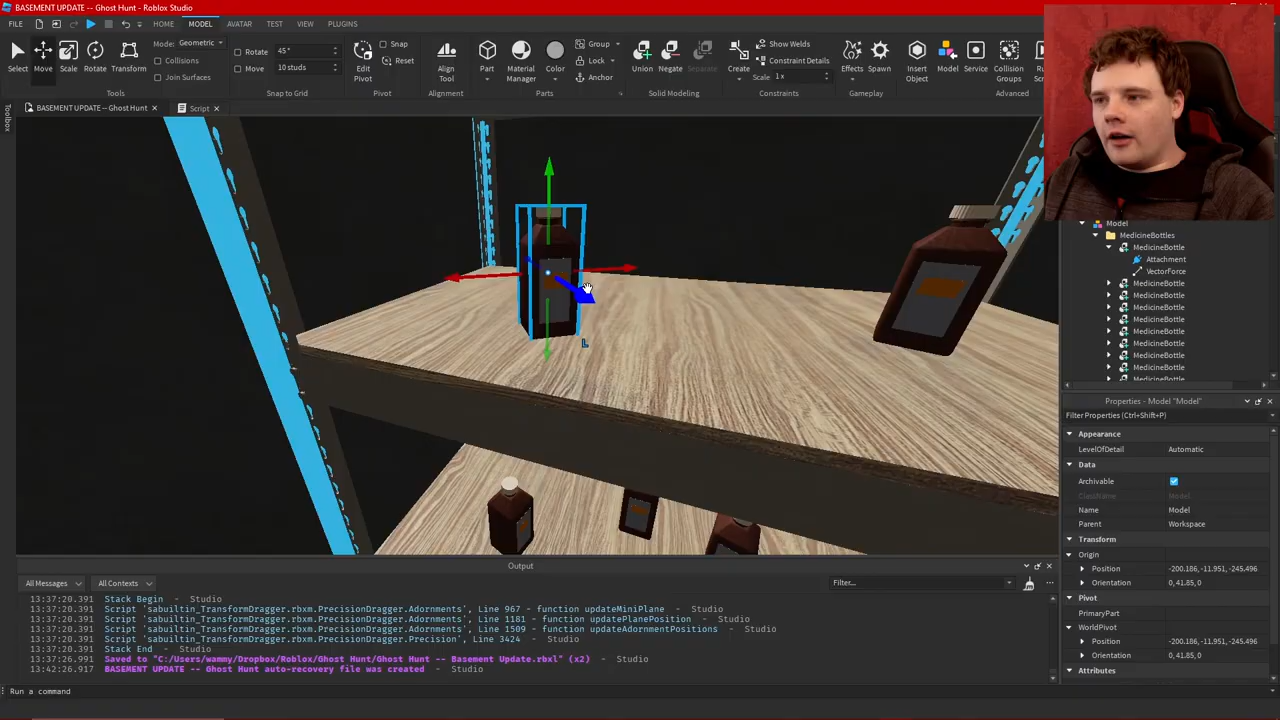 BASEMENT UPDATE -- Ghost Hunt - Roblox Studio
FILE HOME MODEL AVATAR TEST VIEW PLUGINS
Mode: Geometric Rotate 45° Snap Group Show Welds
Collisions Reset Lock Constraint Details
Join Surfaces Move 10 studs Anchor Scale 1x
Select Move Scale Rotate Transform Edit Pivot Align Tool Part Material Manager Color Union Negate Separate Create Effects Spawn Insert Object Model Service Collision Groups
Tools Snap to Grid Pivot Alignment Parts Solid Modeling Constraints Gameplay Advanced
BASEMENT UPDATE -- Ghost Hunt × Script ×
Toolbox
L
Model
MedicineBottles
MedicineBottle
Attachment
VectorForce
MedicineBottle
MedicineBottle
MedicineBottle
MedicineBottle
MedicineBottle
MedicineBottle
MedicineBottle
MedicineBottle
MedicineBottle
Properties - Model "Model"
Filter Properties (Ctrl+Shift+P)
Appearance
LevelOfDetail Automatic
Data
Archivable
ClassName Model
Name Model
Parent Workspace
Transform
Origin
Position -200.186, -11.951, -245.496
Orientation 0, 41.85, 0
Pivot
PrimaryPart
WorldPivot
Position -200.186, -11.951, -245.496
Orientation 0, 41.85, 0
Attributes
Output
All Messages All Contexts Filter...
13:37:20.391 Stack Begin - Studio
13:37:20.391 Script 'sabuiltin_TransformDragger.rbxm.PrecisionDragger.Adornments', Line 967 - function updateMiniPlane - Studio
13:37:20.391 Script 'sabuiltin_TransformDragger.rbxm.PrecisionDragger.Adornments', Line 1181 - function updatePlanePosition - Studio
13:37:20.391 Script 'sabuiltin_TransformDragger.rbxm.PrecisionDragger.Adornments', Line 1509 - function updateAdornmentPositions - Studio
13:37:20.391 Script 'sabuiltin_TransformDragger.rbxm.PrecisionDragger.Precision', Line 3424 - Studio
13:37:20.391 Stack End - Studio
13:37:26.991 Saved to "C:/Users/wammy/Dropbox/Roblox/Ghost Hunt/Ghost Hunt -- Basement Update.rbxl" (x2) - Studio
13:42:26.917 BASEMENT UPDATE -- Ghost Hunt auto-recovery file was created - Studio
Run a command